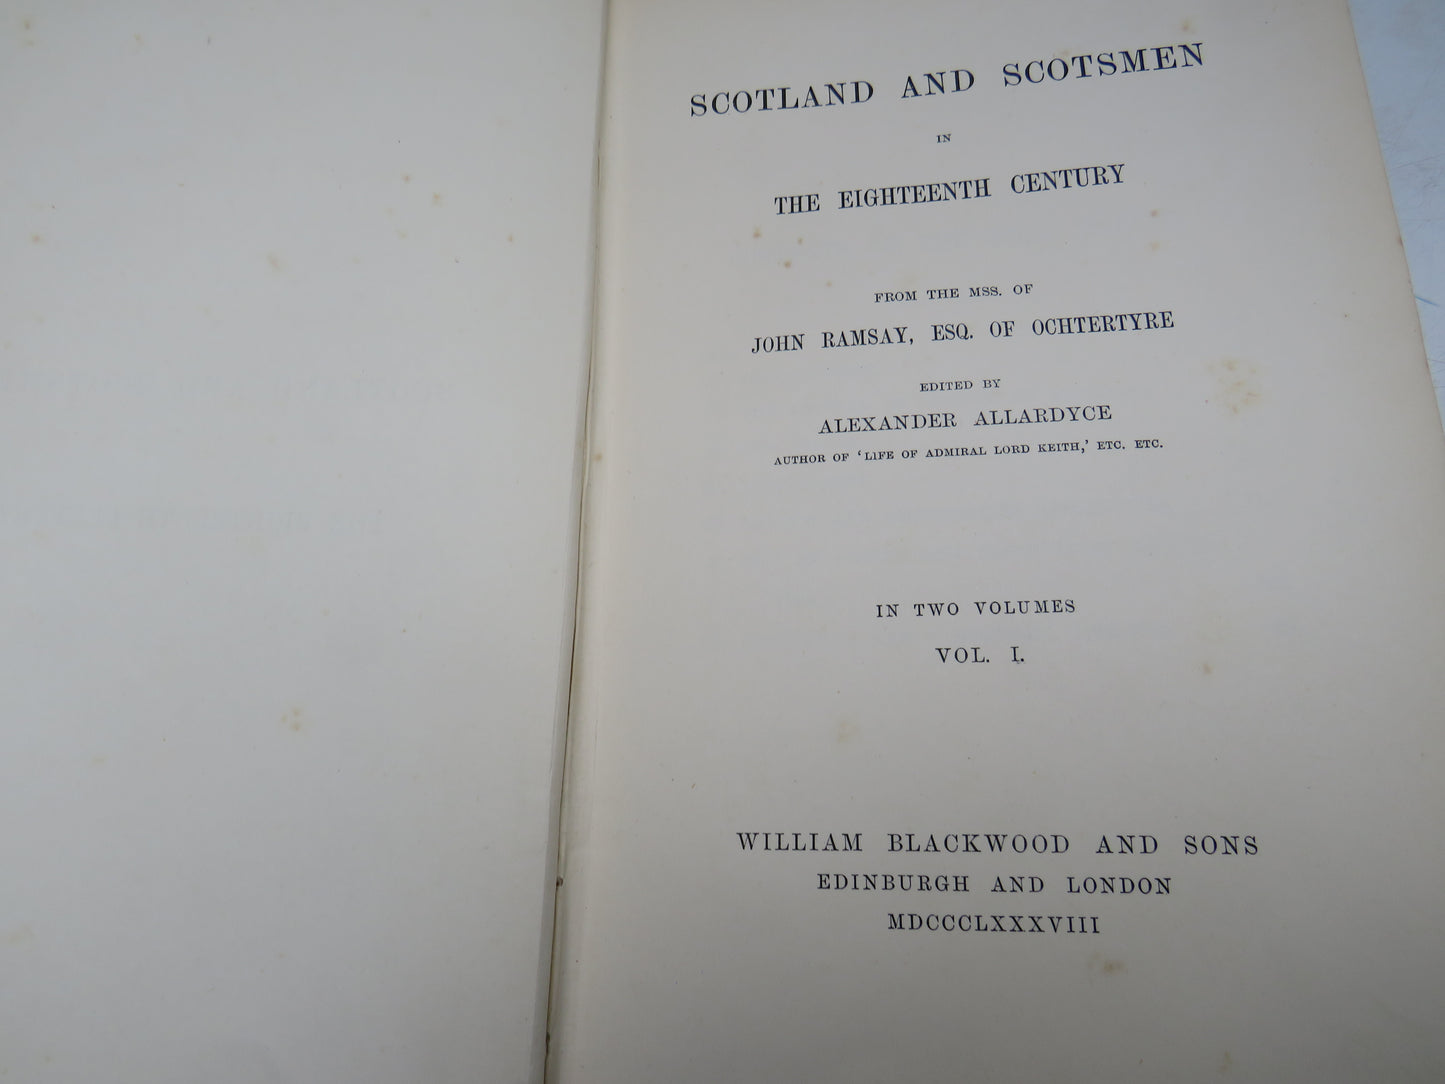 SCOTLAND AND SCOTSMEN
IN
THE EIGHTEENTH CENTURY
FROM THE MSS. OF
JOHN RAMSAY, ESQ. OF OCHTERTYRE
EDITED BY
ALEXANDER ALLARDYCE
AUTHOR OF ‘LIFE OF ADMIRAL LORD KEITH,’ ETC. ETC.
IN TWO VOLUMES
VOL. I.
WILLIAM BLACKWOOD AND SONS
EDINBURGH AND LONDON
MDCCCLXXXVIII